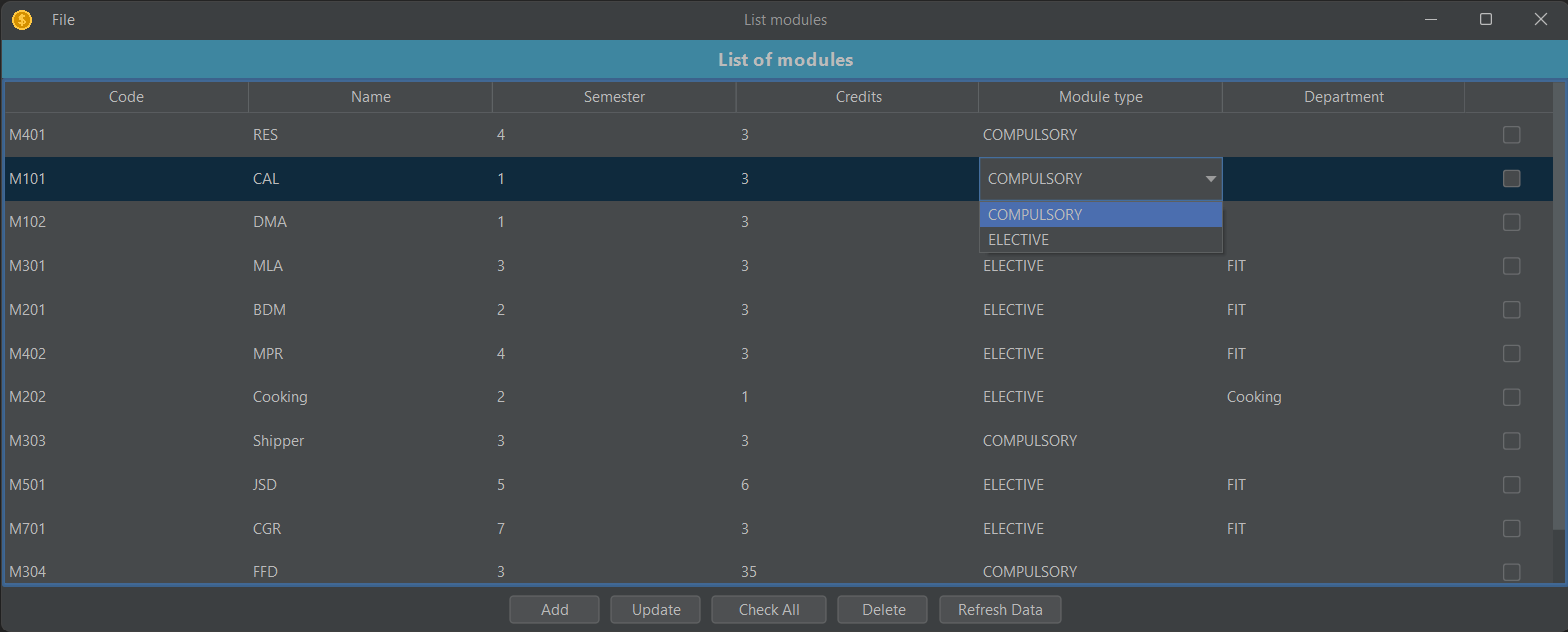 File List modules
List of modules
Code Name Semester Credits Module type Department
M401 RES 4 3 COMPULSORY
M101 CAL 1 3 COMPULSORY
M102 DMA 1 3 COMPULSORY
ELECTIVE
M301 MLA 3 3 ELECTIVE FIT
M201 BDM 2 3 ELECTIVE FIT
M402 MPR 4 3 ELECTIVE FIT
M202 Cooking 2 1 ELECTIVE Cooking
M303 Shipper 3 3 COMPULSORY
M501 JSD 5 6 ELECTIVE FIT
M701 CGR 7 3 ELECTIVE FIT
M304 FFD 3 35 COMPULSORY
Add Update Check All Delete Refresh Data